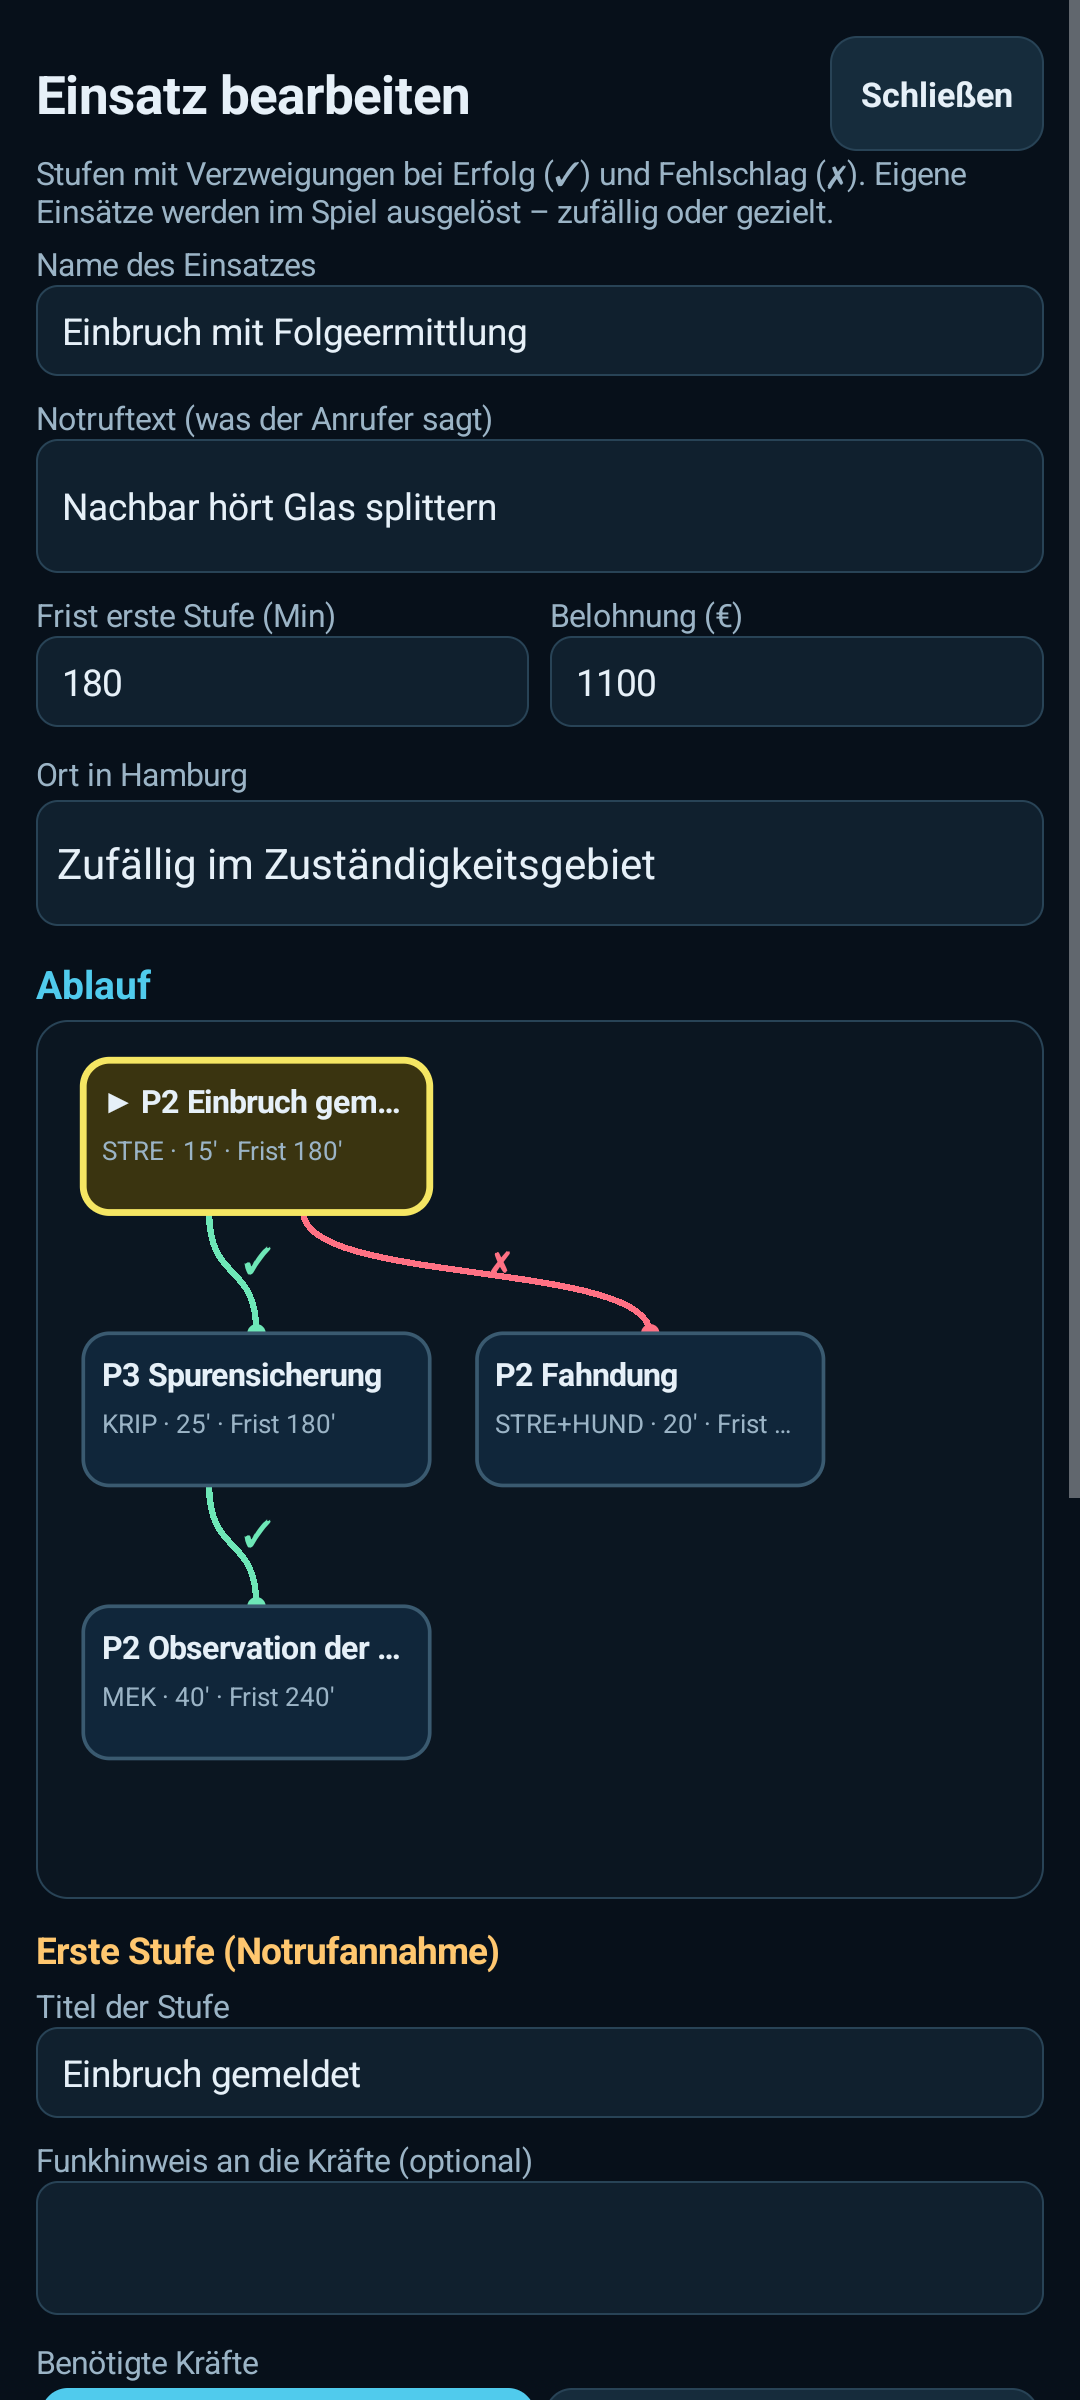 Einsatz bearbeiten
Schließen
Stufen mit Verzweigungen bei Erfolg (✓) und Fehlschlag (✗). Eigene
Einsätze werden im Spiel ausgelöst – zufällig oder gezielt.
Name des Einsatzes
Einbruch mit Folgeermittlung
Notruftext (was der Anrufer sagt)
Nachbar hört Glas splittern
Frist erste Stufe (Min)
Belohnung (€)
180
1100
Ort in Hamburg
Zufällig im Zuständigkeitsgebiet
Ablauf
► P2 Einbruch gem...
STRE · 15' · Frist 180'
✓
✗
P3 Spurensicherung
KRIP · 25' · Frist 180'
P2 Fahndung
STRE+HUND · 20' · Frist ...
✓
P2 Observation der ...
MEK · 40' · Frist 240'
Erste Stufe (Notrufannahme)
Titel der Stufe
Einbruch gemeldet
Funkhinweis an die Kräfte (optional)
Benötigte Kräfte